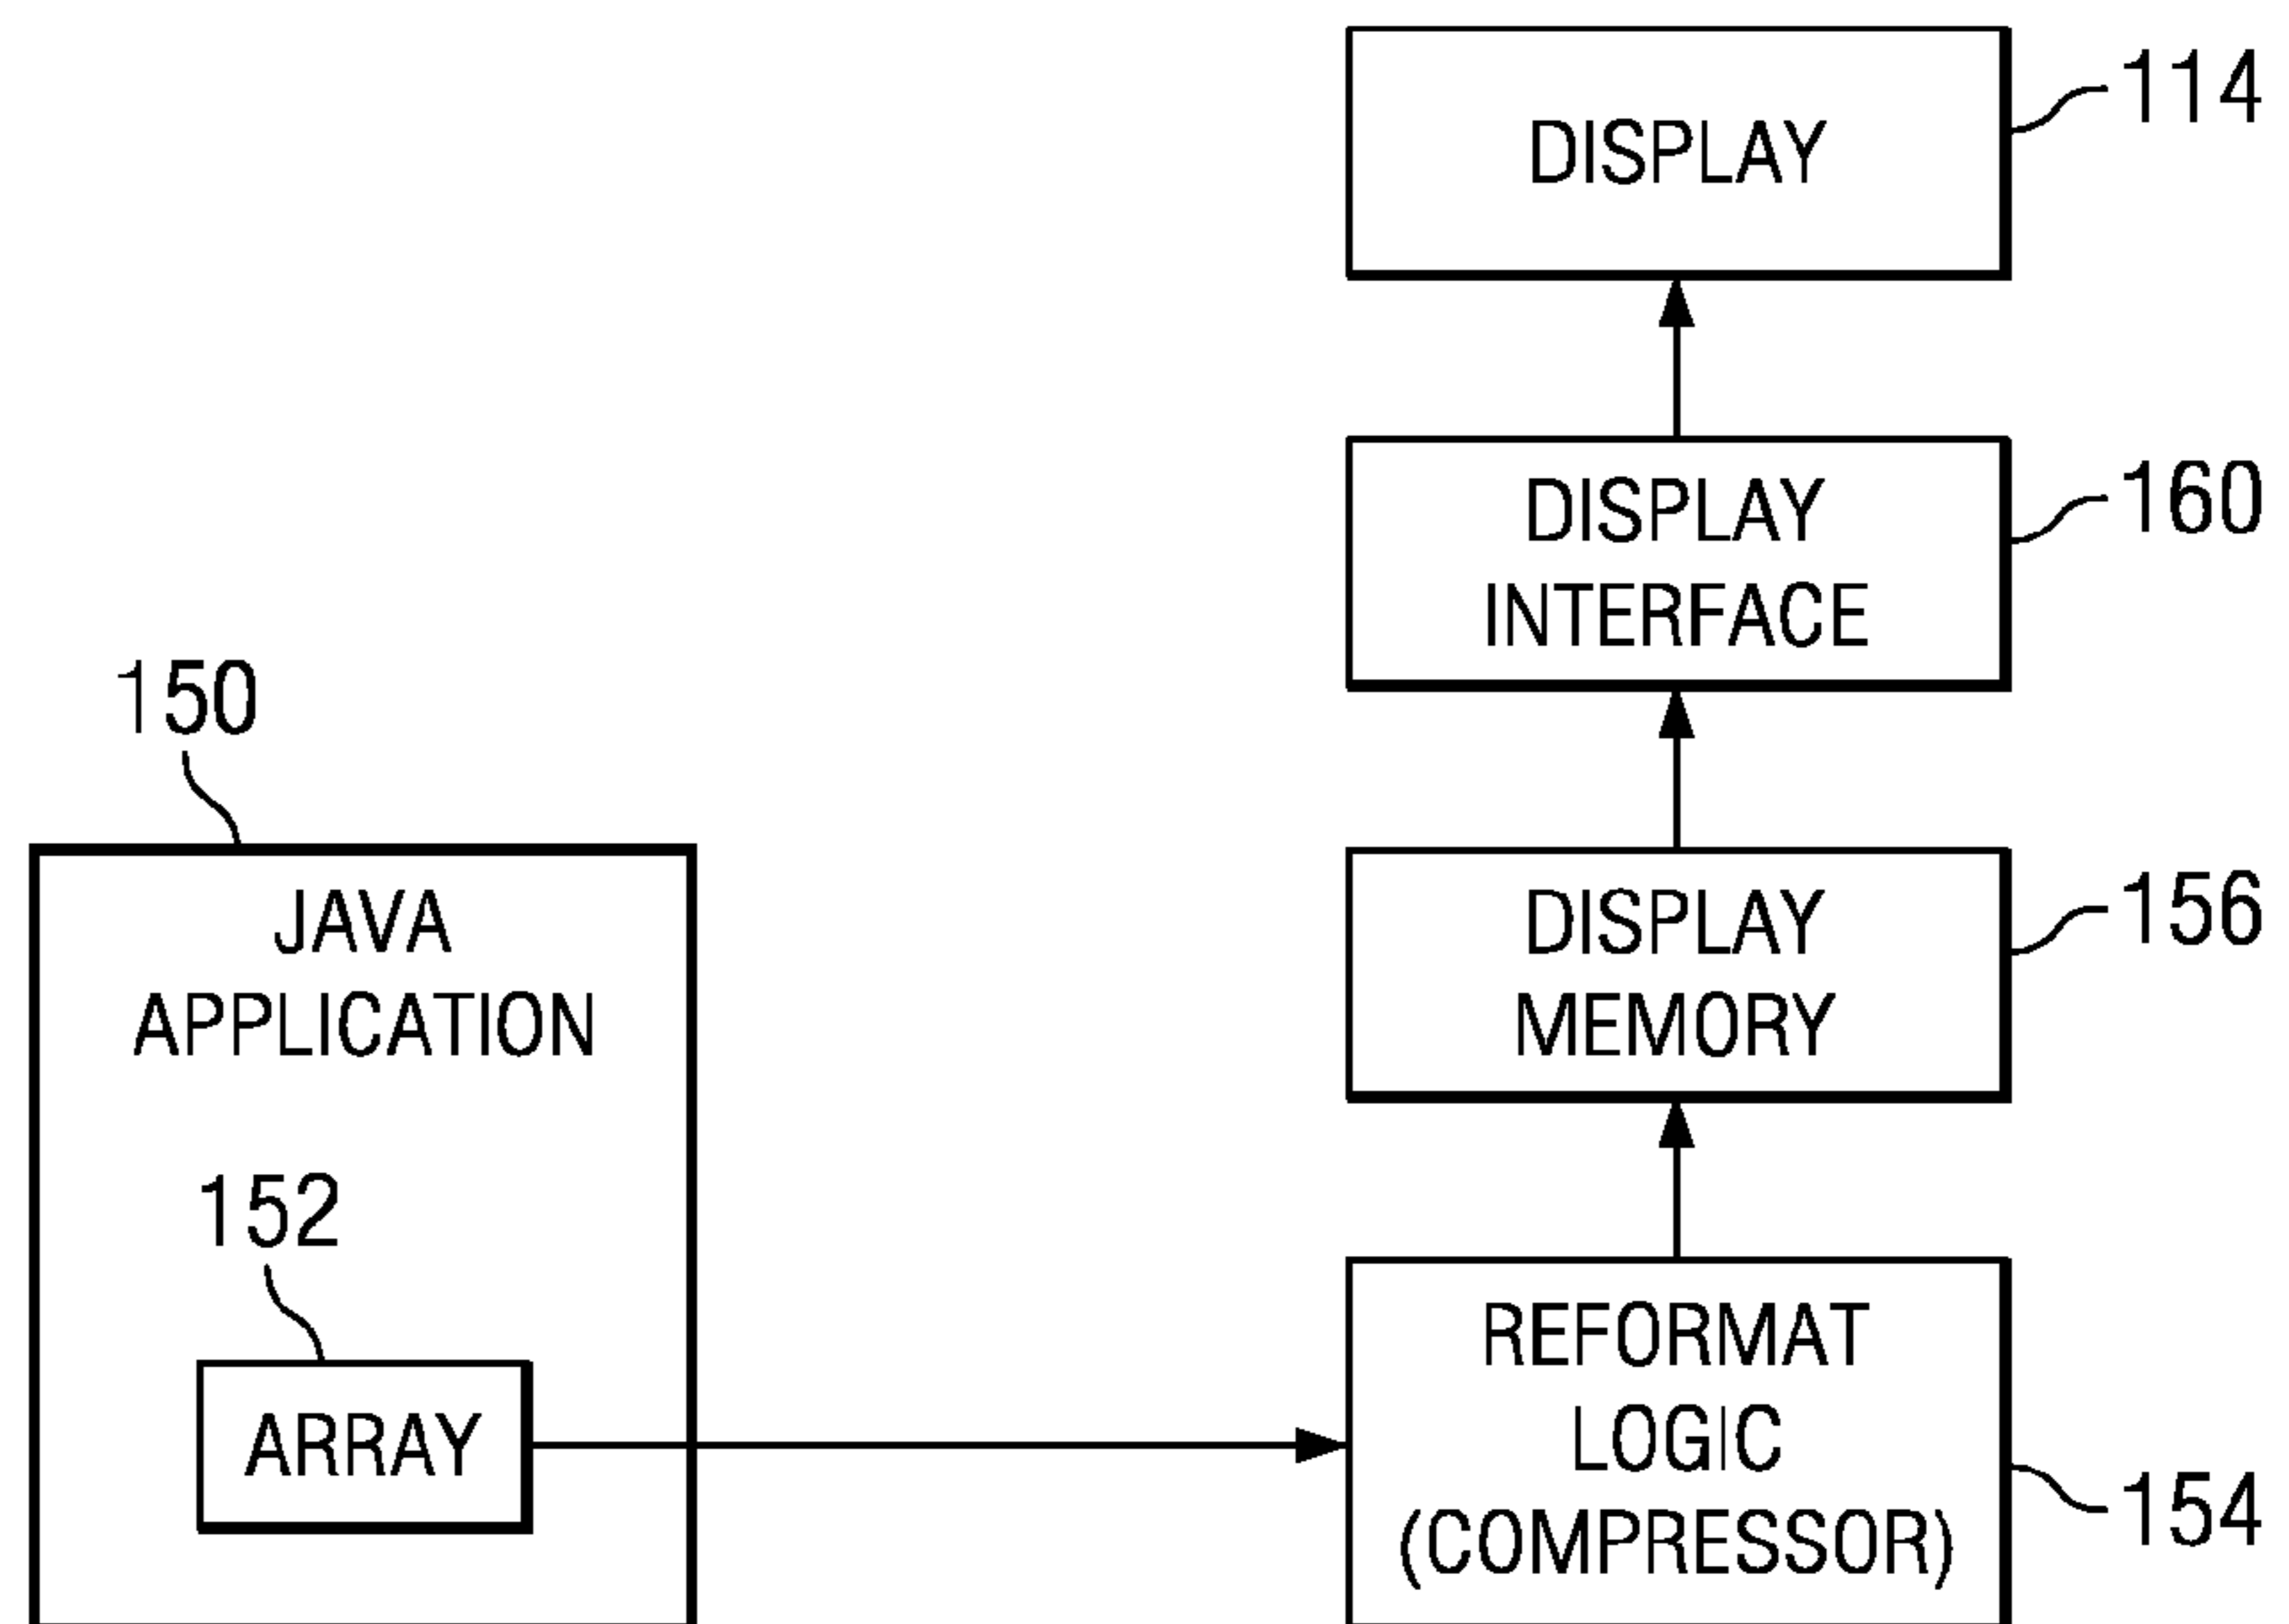 DISPLAY
114
DISPLAY
INTERFACE
160
150
JAVA
APPLICATION
152
ARRAY
DISPLAY
MEMORY
156
REFORMAT
LOGIC
(COMPRESSOR)
154